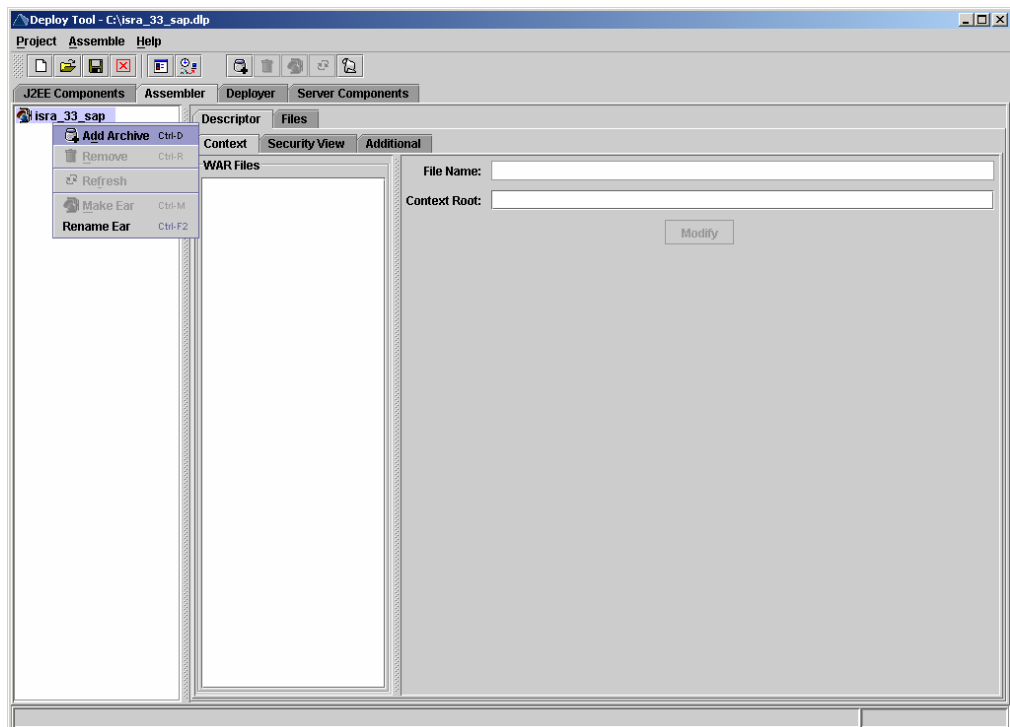 Deploy Tool - C:\isra_33_sap.dlp
Project Assemble Help
J2EE Components Assembler Deployer Server Components
isra_33_sap
Add Archive Ctrl-D
Remove Ctrl-R
Refresh
Make Ear Ctrl-M
Rename Ear Ctrl-F2
Descriptor Files
Context Security View Additional
WAR Files
File Name:
Context Root:
Modify